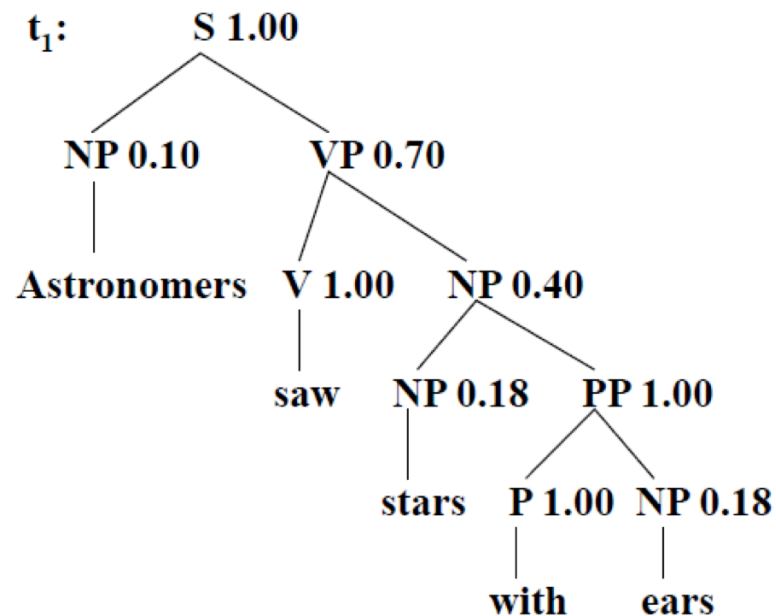 t₁: S 1.00
NP 0.10 VP 0.70
Astronomers V 1.00 NP 0.40
saw NP 0.18 PP 1.00
stars P 1.00 NP 0.18
with ears